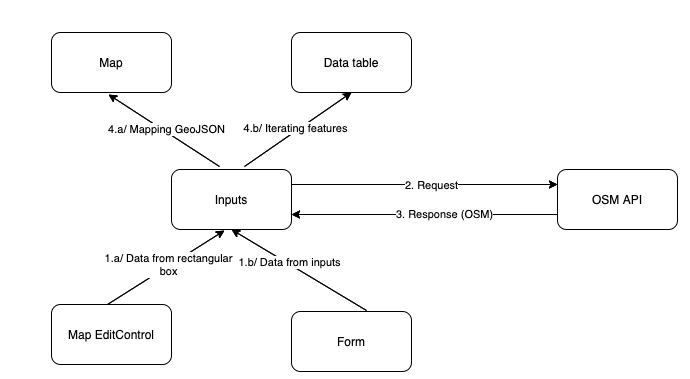 Map
Data table
4.a/ Mapping GeoJSON
4.b/ Iterating features
Inputs
2. Request
OSM API
3. Response (OSM)
1.a/ Data from rectangular
box
1.b/ Data from inputs
Map EditControl
Form